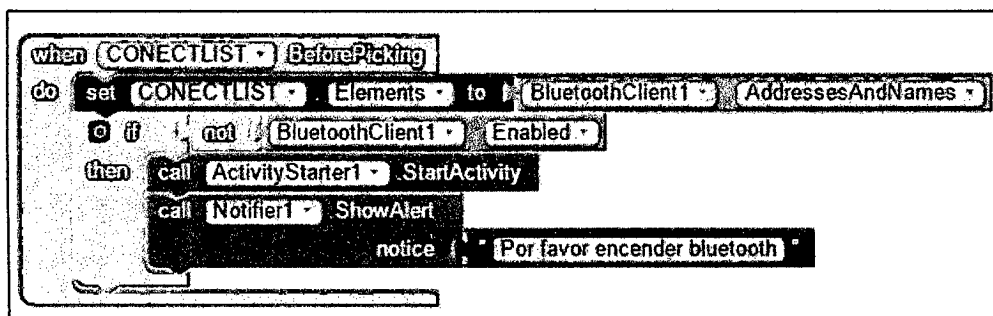 when CONECTLIST .BeforePicking
do set CONECTLIST . Elements to BluetoothClient1 . AddressesAndNames
if not BluetoothClient1 . Enabled
then call ActivityStarter1 .StartActivity
call Notifier1 .ShowAlert
notice " Por favor encender bluetooth "